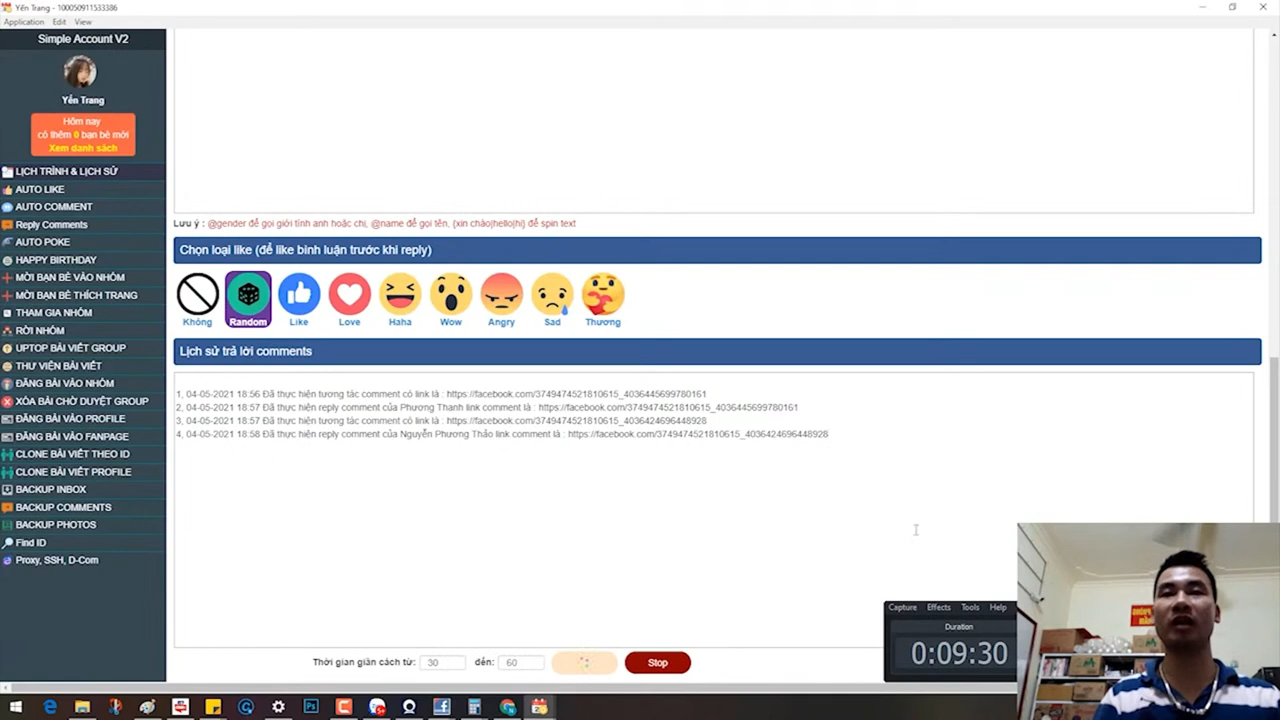 Yến Trang - 100050911533386
Application Edit View
Simple Account V2
Yến Trang
Hôm nay
có thêm 0 bạn bè mới
Xem danh sách
LỊCH TRÌNH & LỊCH SỬ
AUTO LIKE
AUTO COMMENT
Reply Comments
AUTO POKE
HAPPY BIRTHDAY
MỜI BẠN BÈ VÀO NHÓM
MỜI BẠN BÈ THÍCH TRANG
THAM GIA NHÓM
RỜI NHÓM
UPTOP BÀI VIẾT GROUP
THƯ VIỆN BÀI VIẾT
ĐĂNG BÀI VÀO NHÓM
XÓA BÀI CHỜ DUYỆT GROUP
ĐĂNG BÀI VÀO PROFILE
ĐĂNG BÀI VÀO FANPAGE
CLONE BÀI VIẾT THEO ID
CLONE BÀI VIẾT PROFILE
BACKUP INBOX
BACKUP COMMENTS
BACKUP PHOTOS
Find ID
Proxy, SSH, D-Com
Lưu ý : @gender để gọi giới tính anh hoặc chị, @name để gọi tên, {xin chào|hello|hi} để spin text
Chọn loại like (để like bình luận trước khi reply)
Không Random Like Love Haha Wow Angry Sad Thương
Lịch sử trả lời comments
1, 04-05-2021 18:56 Đã thực hiện tương tác comment có link là : https://facebook.com/3749474521810615_4036445699780161
2, 04-05-2021 18:57 Đã thực hiện reply comment của Phương Thanh link comment là : https://facebook.com/3749474521810615_4036445699780161
3, 04-05-2021 18:57 Đã thực hiện tương tác comment có link là : https://facebook.com/3749474521810615_4036424696448928
4, 04-05-2021 18:58 Đã thực hiện reply comment của Nguyễn Phương Thảo link comment là : https://facebook.com/3749474521810615_4036424696448928
Thời gian giãn cách từ: 30 đến: 60 Stop
Capture Effects Tools Help
Duration
0:09:30